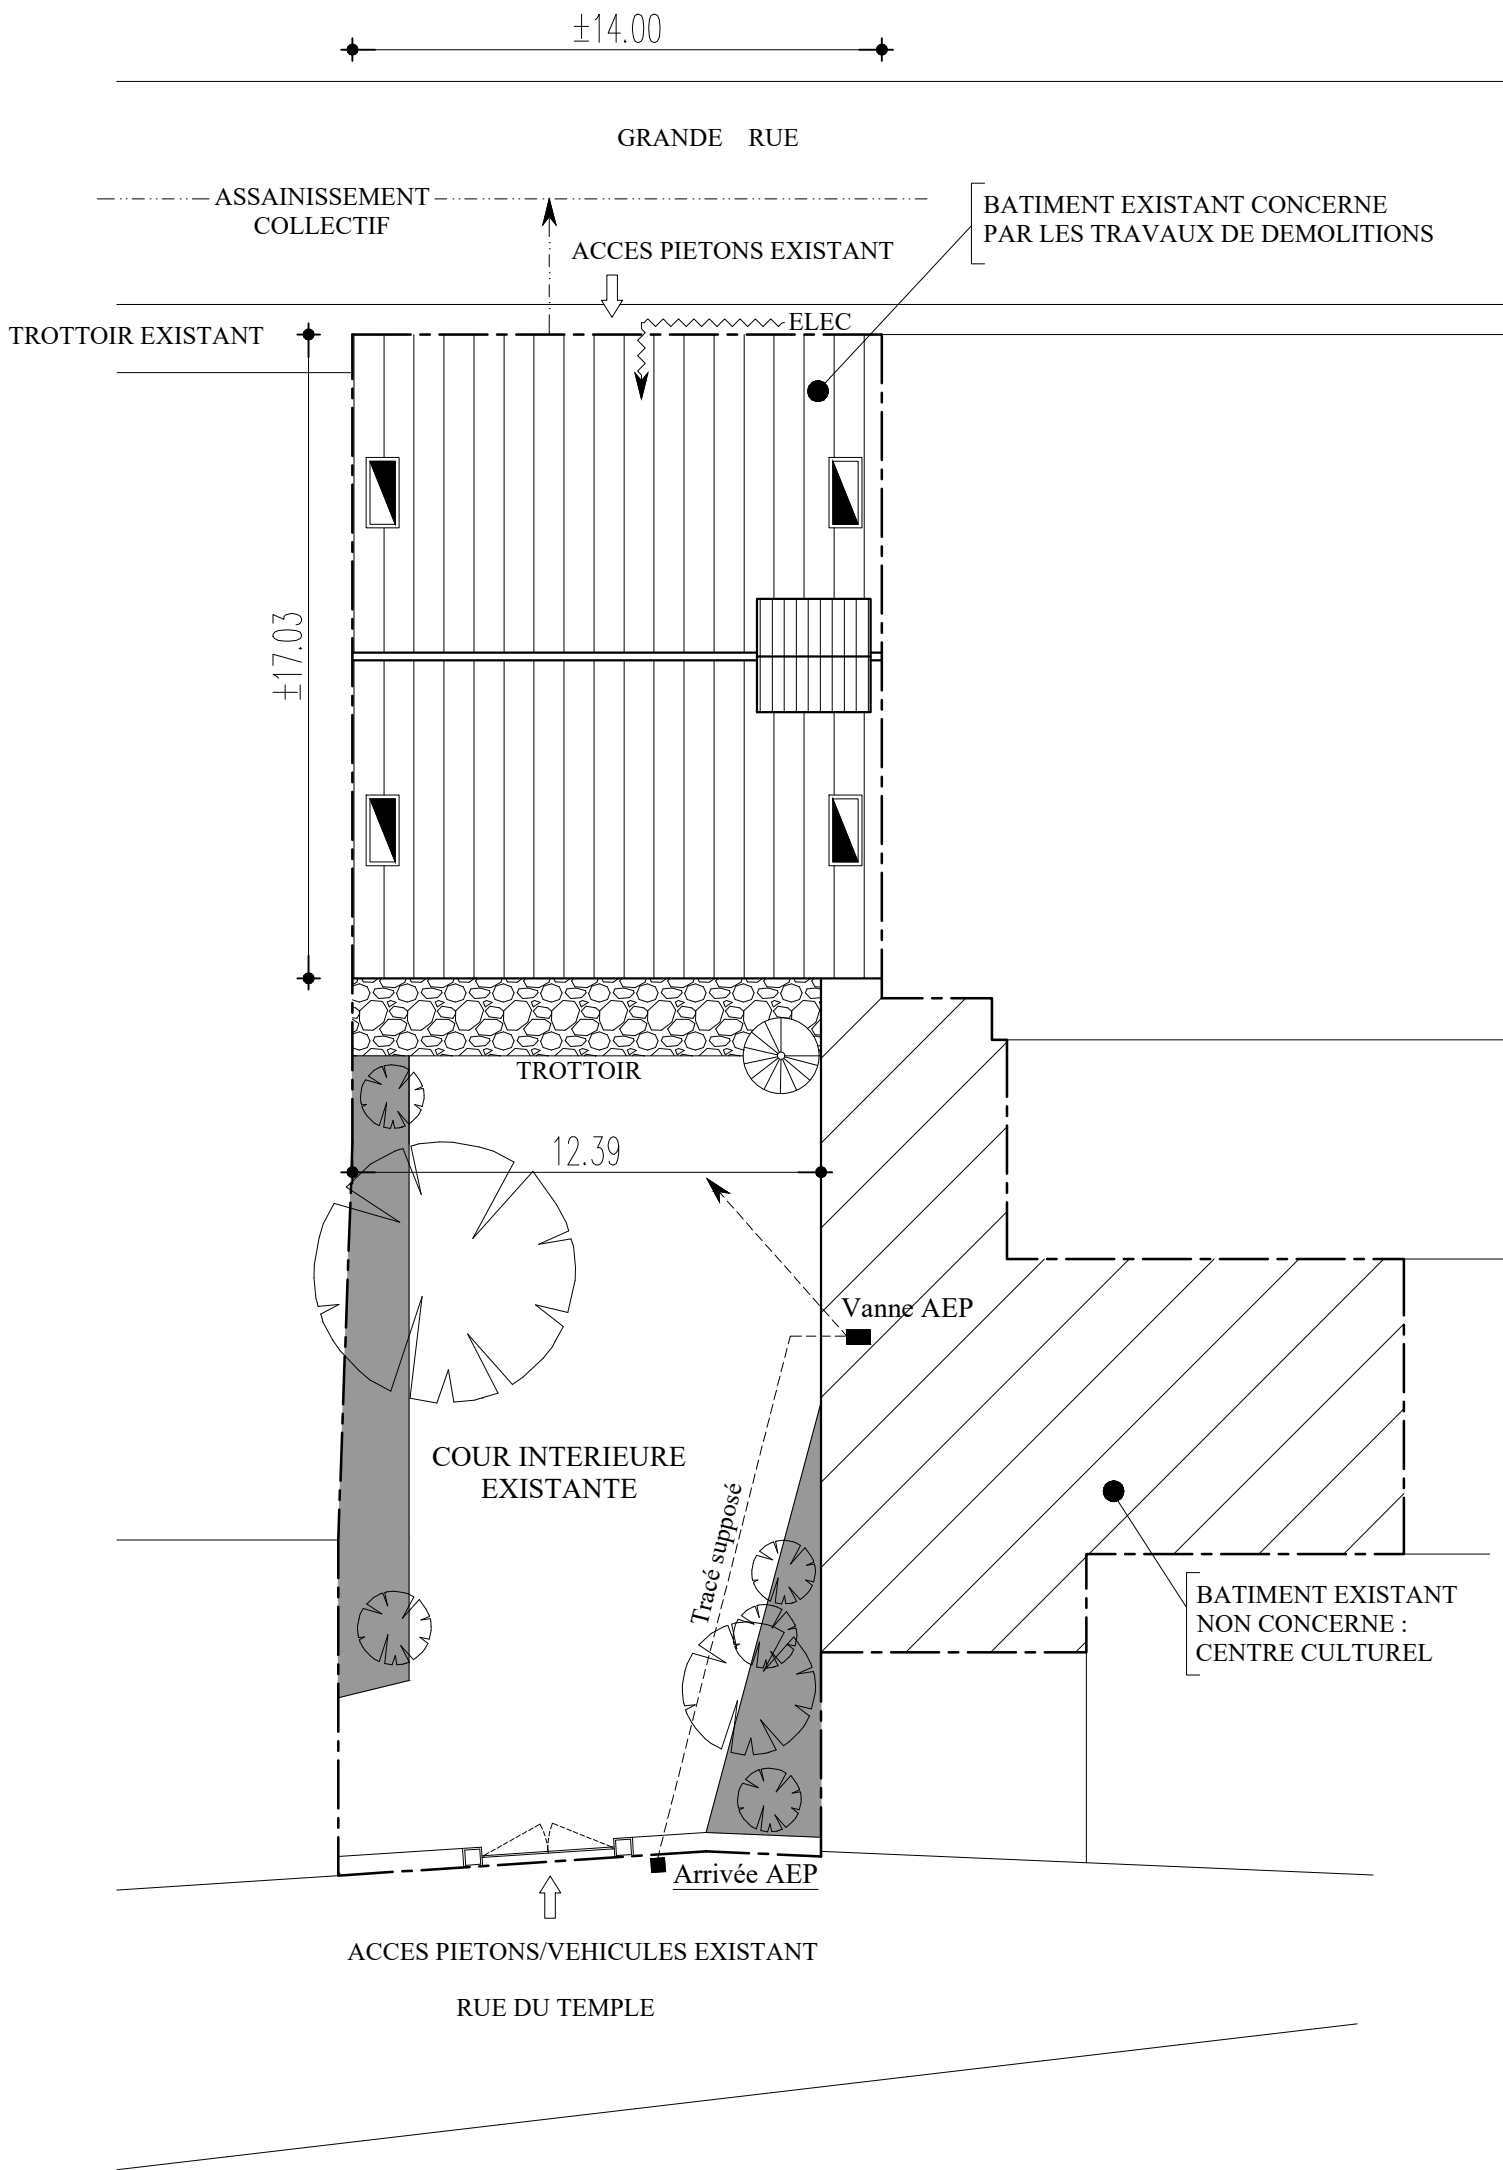 ±14.00
GRANDE RUE
ASSAINISSEMENT
COLLECTIF
BATIMENT EXISTANT CONCERNE
PAR LES TRAVAUX DE DEMOLITIONS
ACCES PIETONS EXISTANT
TROTTOIR EXISTANT
ELEC
±17.03
TROTTOIR
12.39
Vanne AEP
COUR INTERIEURE
EXISTANTE
Tracé supposé
BATIMENT EXISTANT
NON CONCERNE :
CENTRE CULTUREL
Arrivée AEP
ACCES PIETONS/VEHICULES EXISTANT
RUE DU TEMPLE